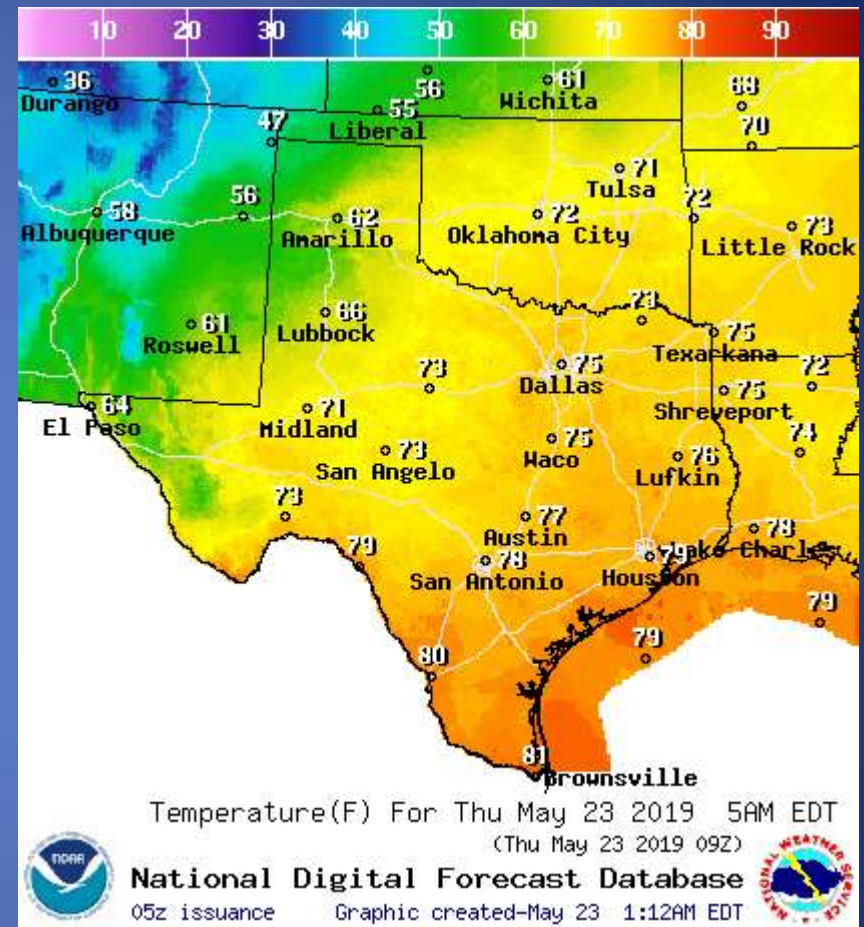 10 20 30 40 50 60 70 80 90
36
Durango
56
61
Wichita
68
55
Liberal
47
70
71
Tulsa
58
Albuquerque
56
62
Amarillo
72
Oklahoma City
72
73
Little Rock
61
Roswell
66
Lubbock
73
75
Texarkana
75
Dallas
73
72
75
Shreveport
64
El Paso
71
Midland
73
San Angelo
75
Waco
76
Lufkin
74
73
77
Austin
78
Lake Charles
79
78
San Antonio
79
Houston
79
79
80
81
Brownsville
Temperature(F) For Thu May 23 2019 5AM EDT
(Thu May 23 2019 09Z)
NOAA
National Digital Forecast Database
NATIONAL WEATHER SERVICE
05z issuance Graphic created-May 23 1:12AM EDT